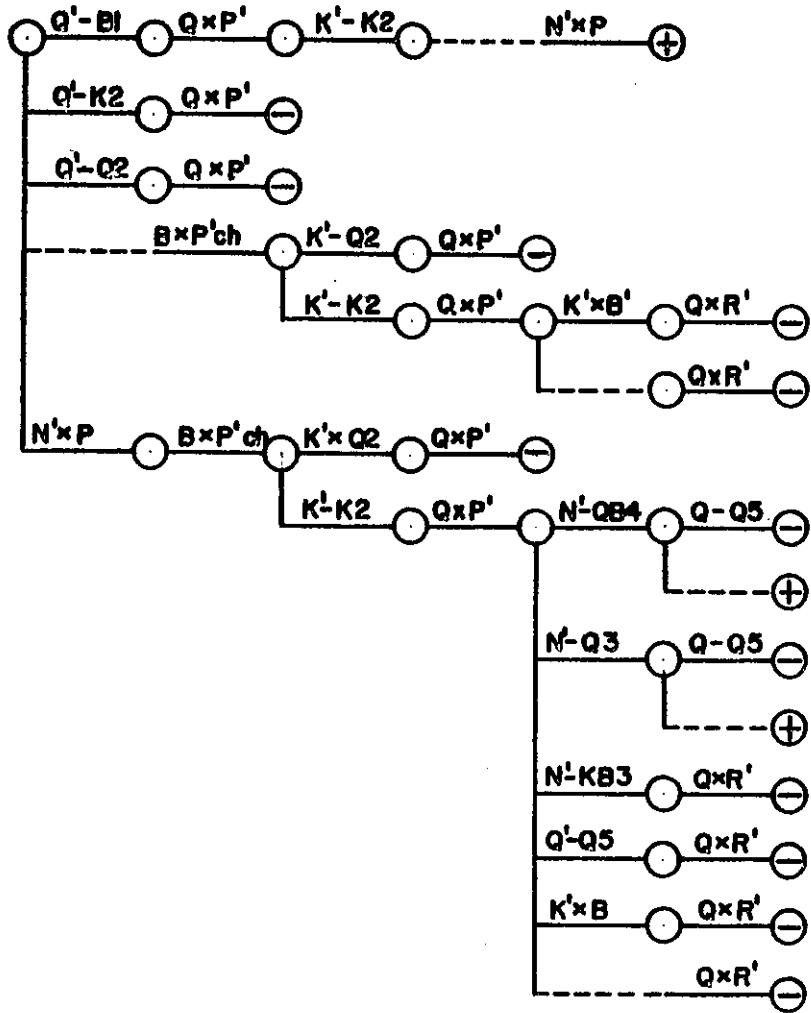 Q'-B1 Q×P' K'-K2 N'×P +
Q'-K2 Q×P' −
Q'-Q2 Q×P' −
B×P'ch K'-Q2 Q×P' −
K'-K2 Q×P' K'×B' Q×R' −
Q×R' −
N'×P B×P'ch K'×Q2 Q×P' −
K'-K2 Q×P' N'-QB4 Q-Q5 −
+
N'-Q3 Q-Q5 −
+
N'-KB3 Q×R' −
Q'-Q5 Q×R' −
K'×B Q×R' −
Q×R' −